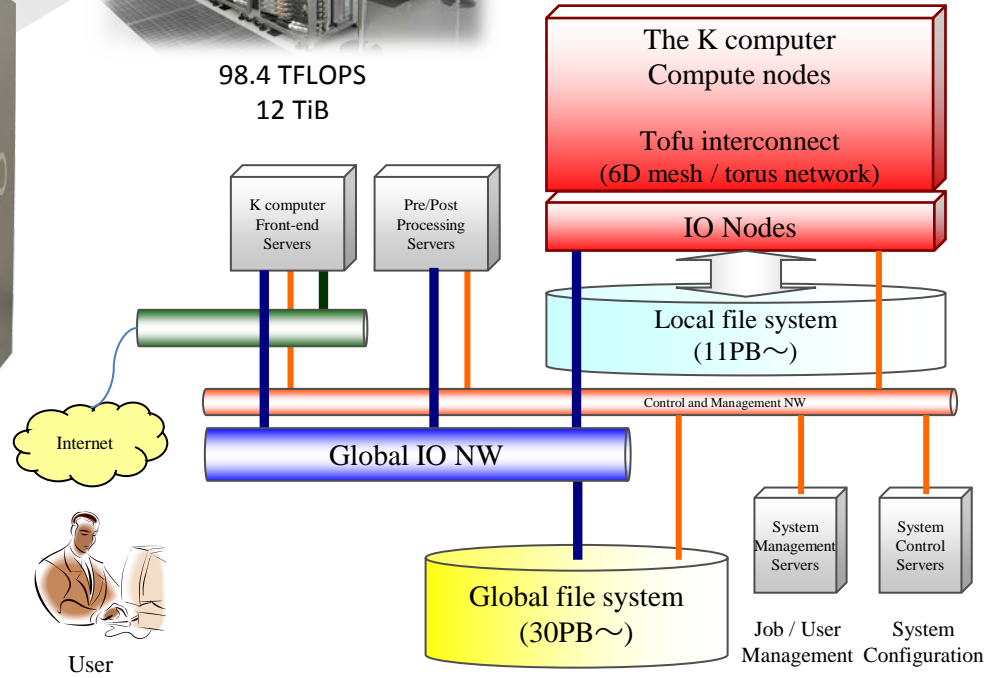 98.4 TFLOPS
12 TiB
The K computer
Compute nodes
Tofu interconnect
(6D mesh / torus network)
IO Nodes
K computer
Front-end
Servers
Pre/Post
Processing
Servers
Local file system
(11PB～)
Control and Management NW
Internet
Global IO NW
System
Management
Servers
System
Control
Servers
Global file system
(30PB～)
Job / User
Management
System
Configuration
User